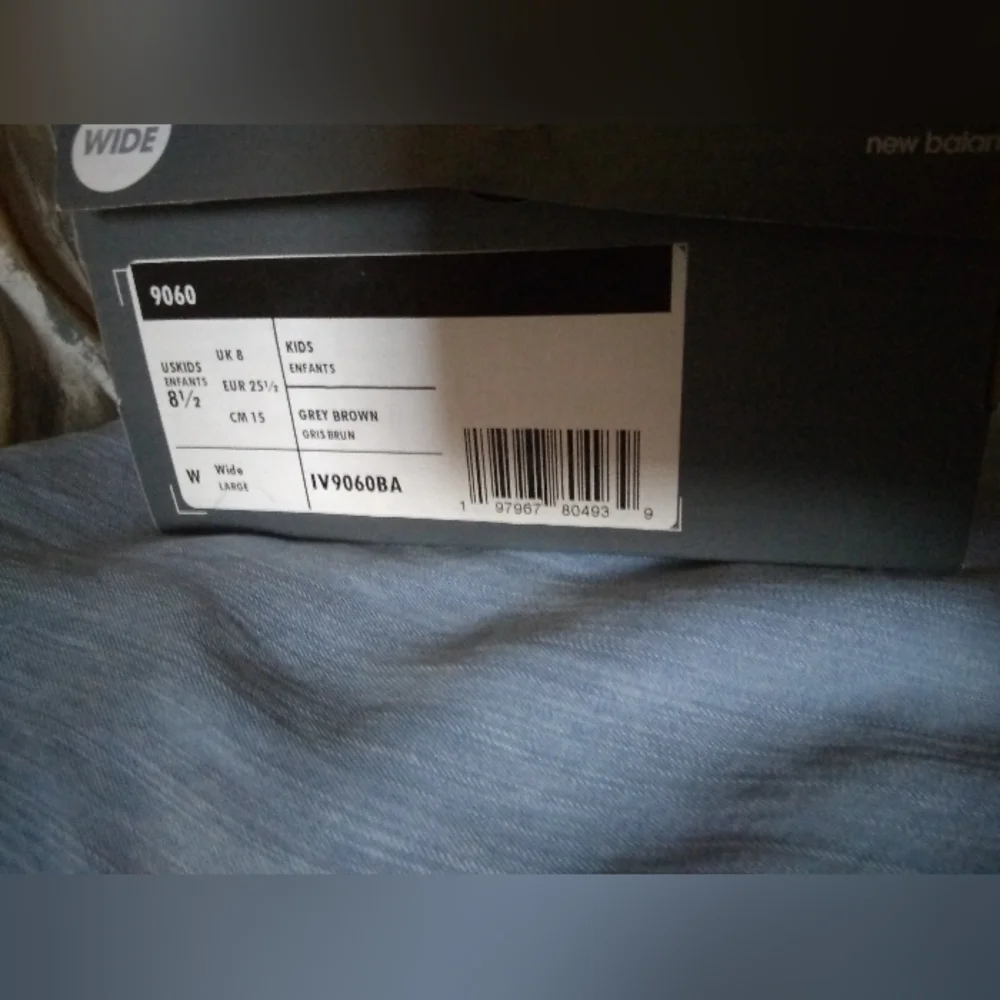 WIDE
new balan
9060
USKIDS
ENFANTS
8½
UK 8
EUR 25½
CM 15
KIDS
ENFANTS
GREY BROWN
GRIS BRUN
W
Wide
LARGE
IV9060BA
1 97967 80493 9